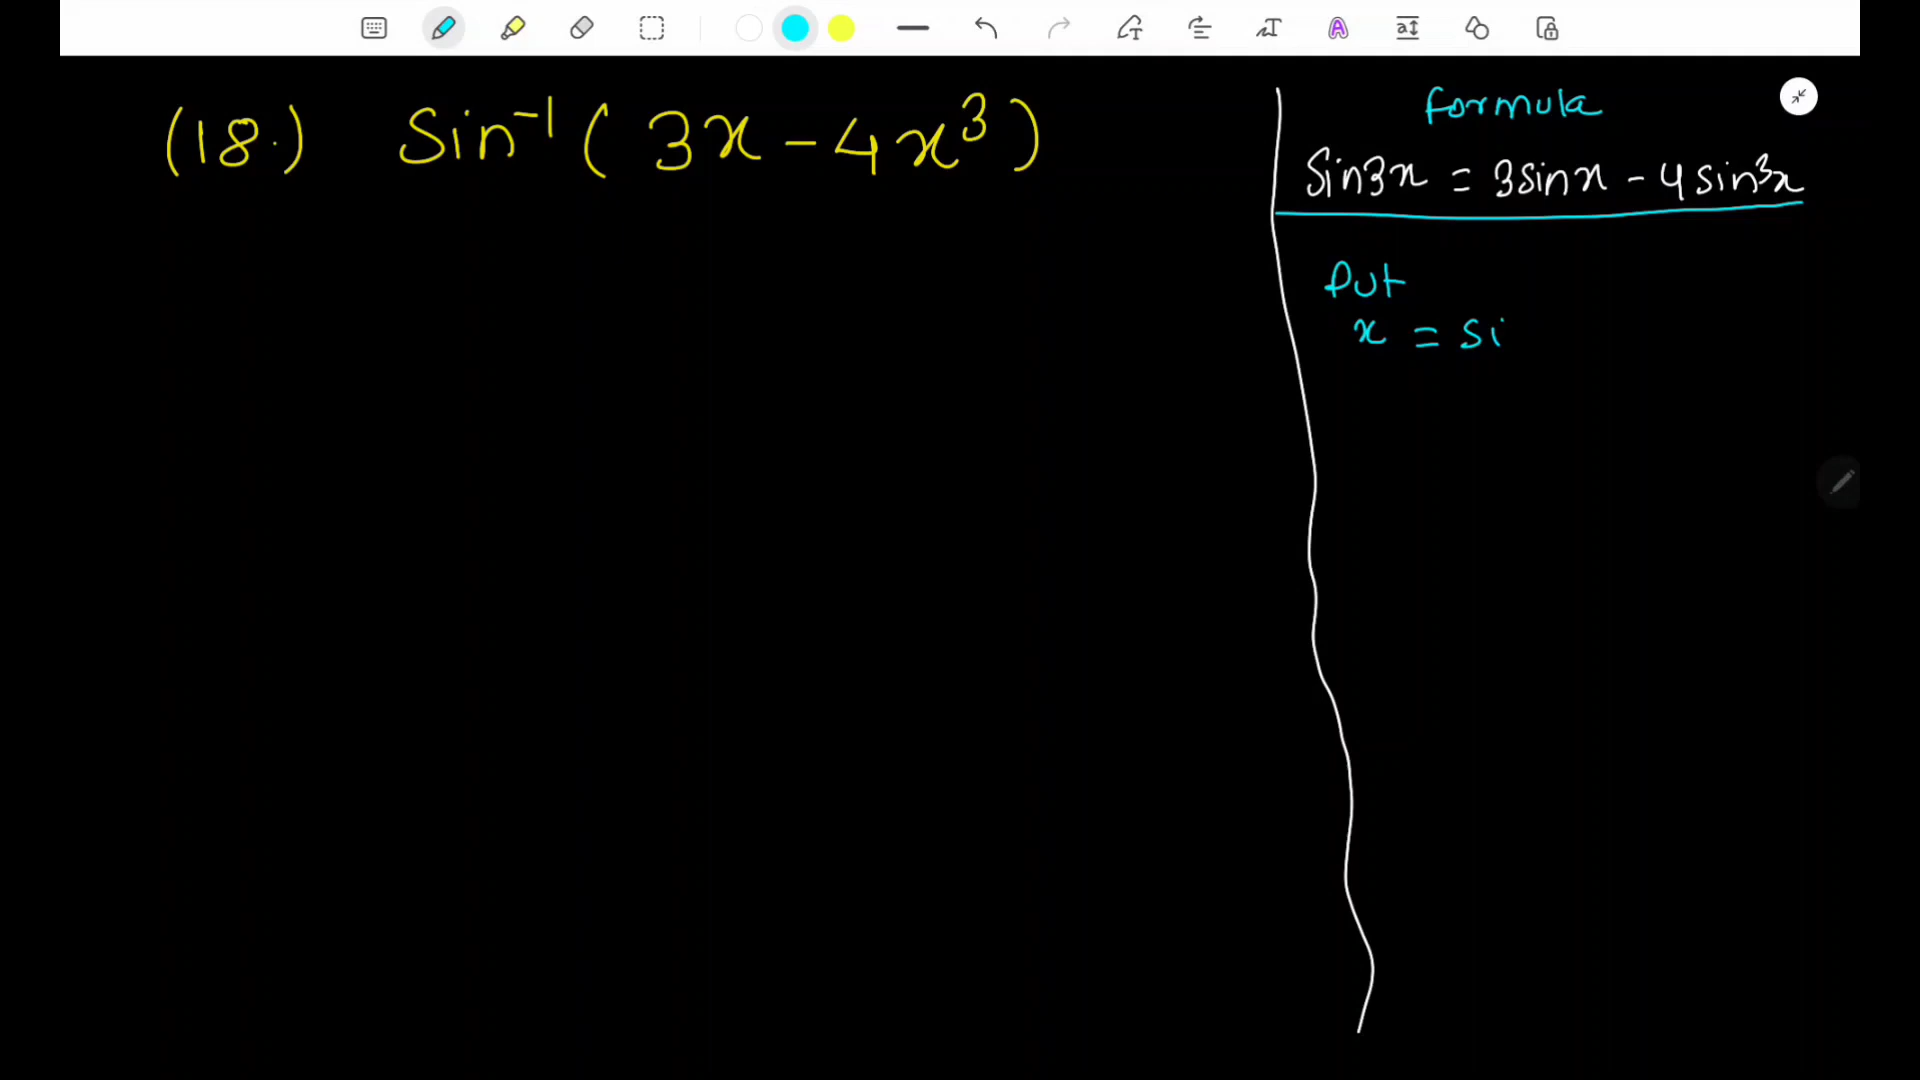 (18.) Sin⁻¹( 3x - 4x³ )
formula
Sin3x = 3sinx - 4sin³x
Put
x = si